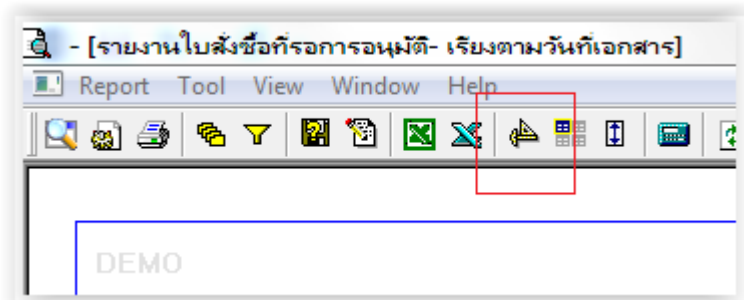 - [รายงานใบสั่งซื้อที่รอการอนุมัติ- เรียงตามวันที่เอกสาร]
Report Tool View Window Help
DEMO